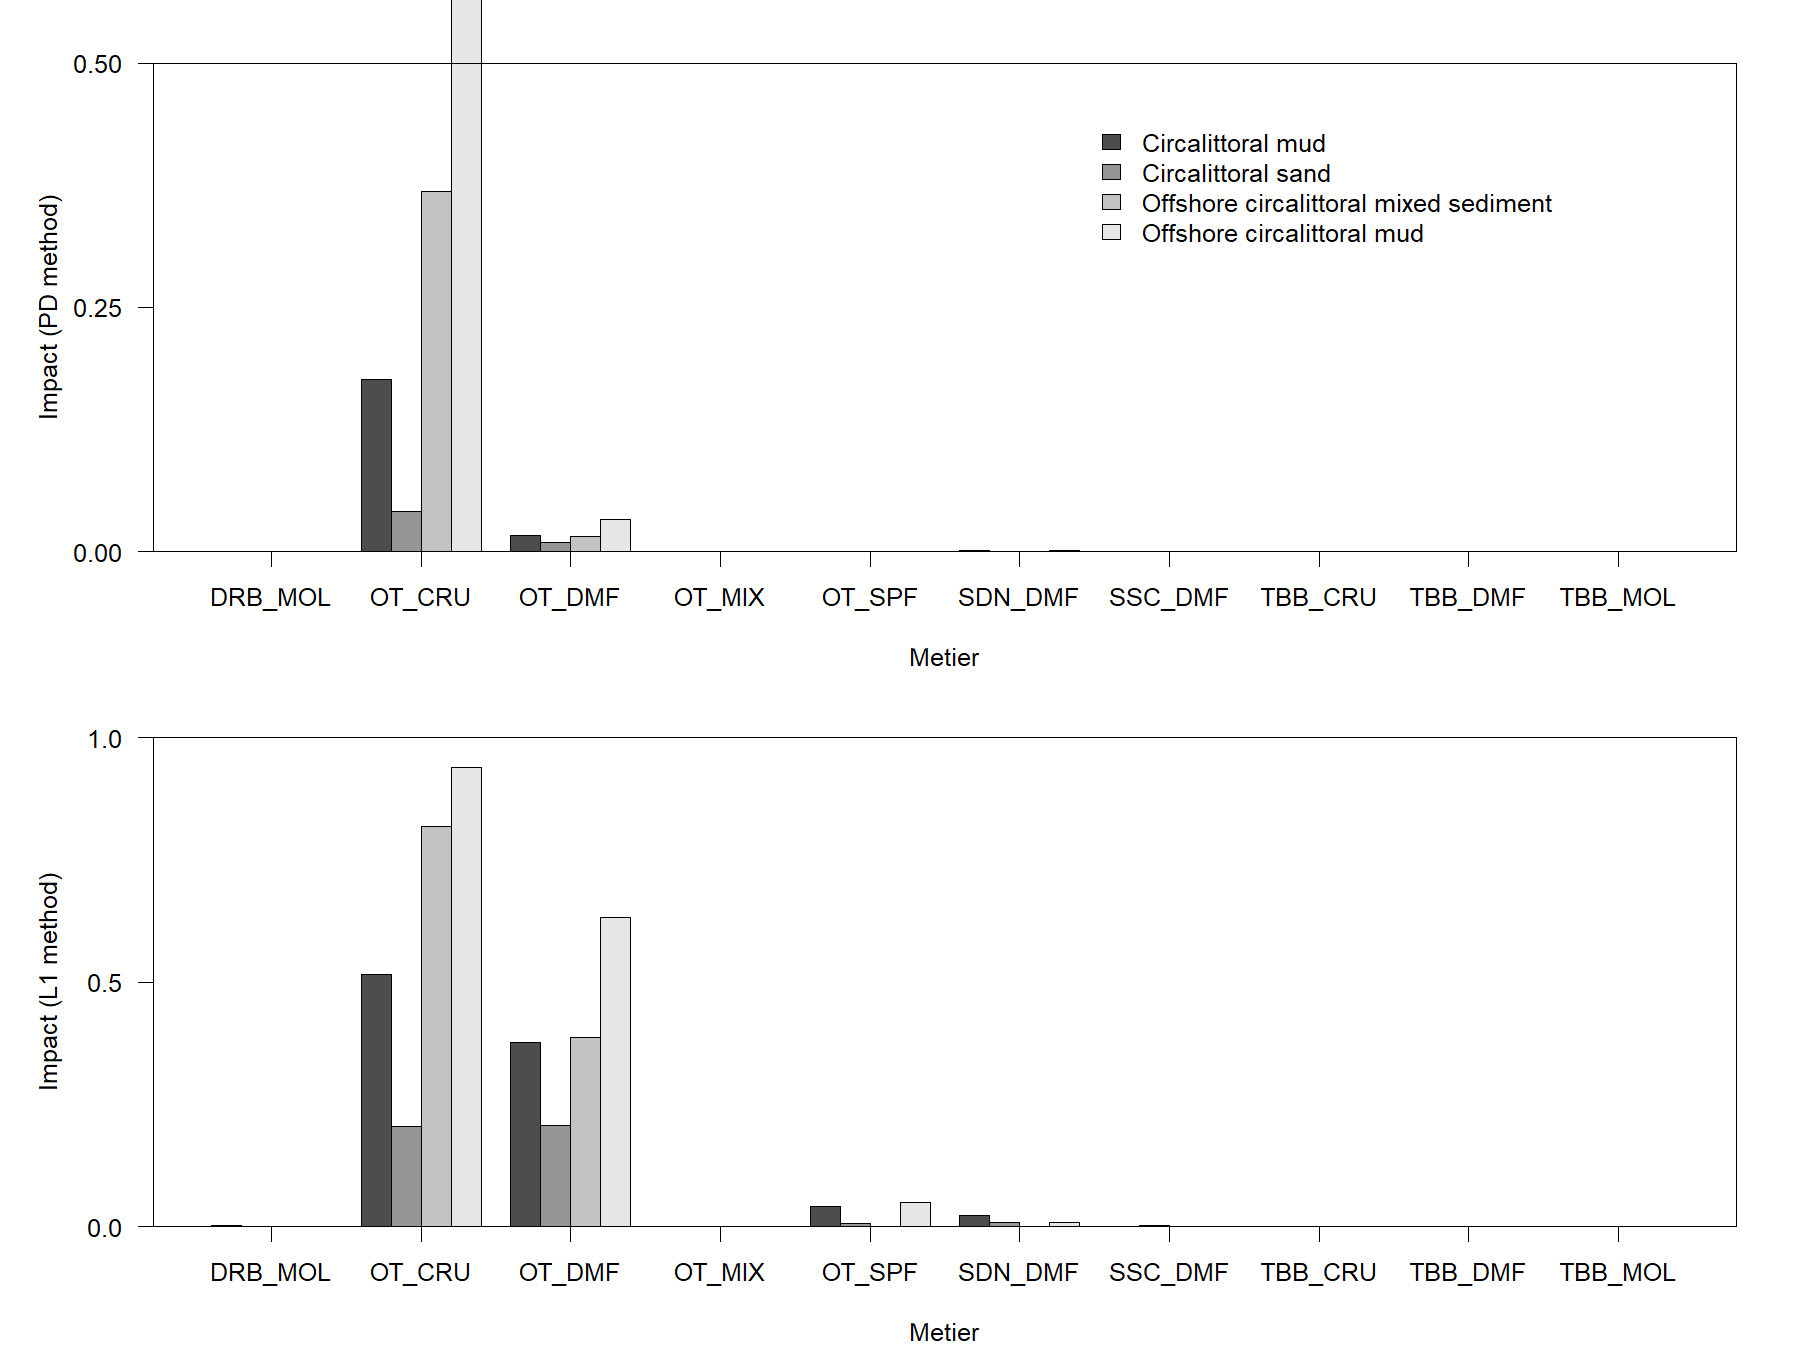 0.50
0.25
0.00
Impact (PD method)
Circalittoral mud
Circalittoral sand
Offshore circalittoral mixed sediment
Offshore circalittoral mud
DRB_MOL OT_CRU OT_DMF OT_MIX OT_SPF SDN_DMF SSC_DMF TBB_CRU TBB_DMF TBB_MOL
Metier
1.0
0.5
0.0
Impact (L1 method)
DRB_MOL OT_CRU OT_DMF OT_MIX OT_SPF SDN_DMF SSC_DMF TBB_CRU TBB_DMF TBB_MOL
Metier